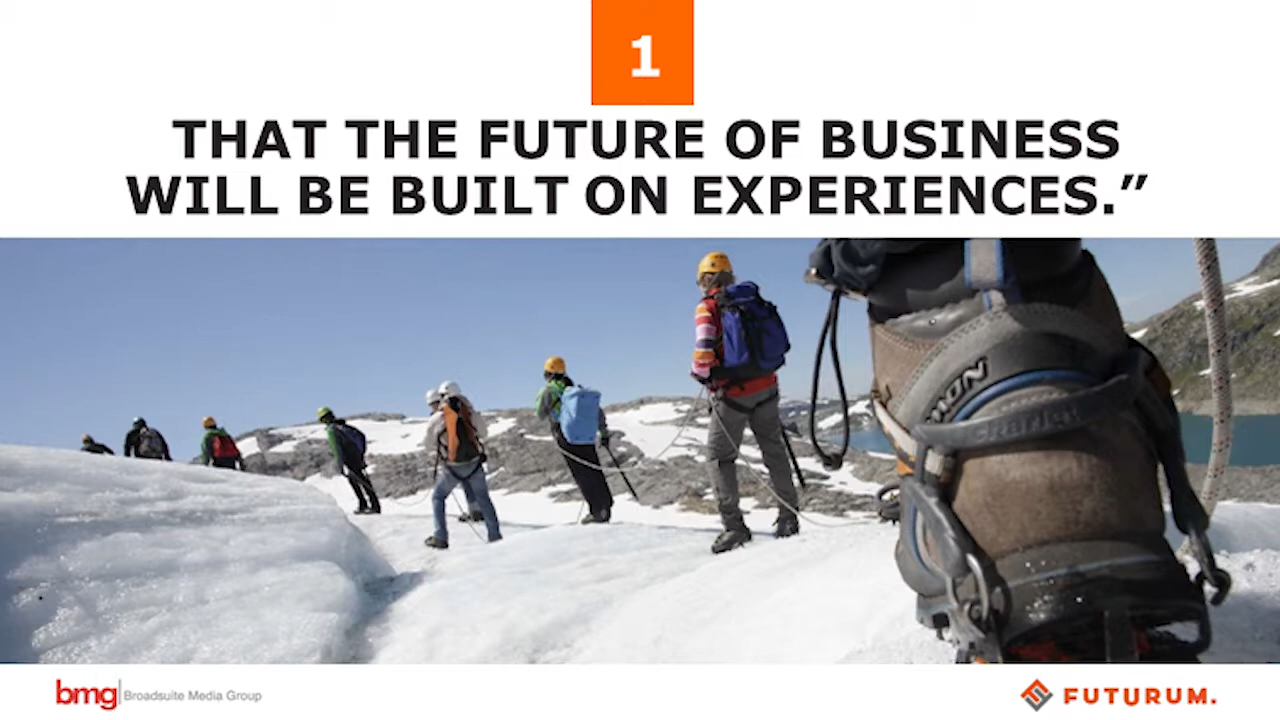 1
THAT THE FUTURE OF BUSINESS
WILL BE BUILT ON EXPERIENCES.”
bmg Broadsuite Media Group
FUTURUM.